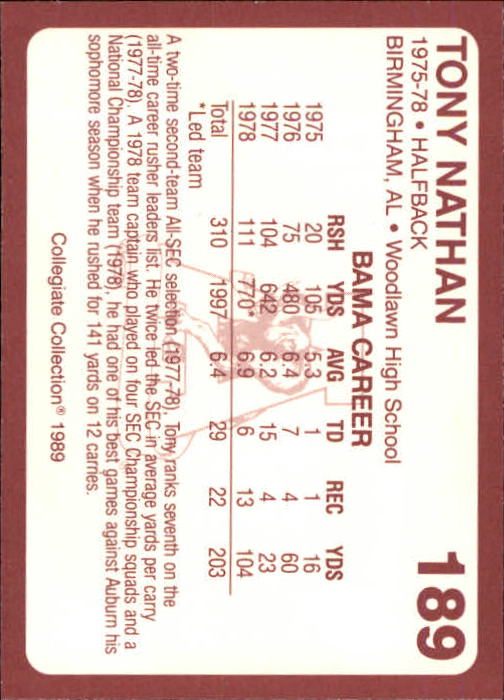 TONY NATHAN 189
1975-78 • HALFBACK
BIRMINGHAM, AL • Woodlawn High School
BAMA CAREER
RSH YDS AVG TD REC YDS
1975 20 105 5.3 1 1 16
1976 75 480 6.4 7 4 60
1977 104 642 6.2 15 4 23
1978 111 770* 6.9 6 13 104
Total 310 1997 6.4 29 22 203
*Led team
A two-time second-team All-SEC selection (1977-78), Tony ranks seventh on the
all-time career rusher leaders list. He twice led the SEC in average yards per carry
(1977-78). A 1978 team captain who played on four SEC Championship squads and a
National Championship team (1978), he had one of his best games against Auburn his
sophomore season when he rushed for 141 yards on 12 carries.
Collegiate Collection® 1989